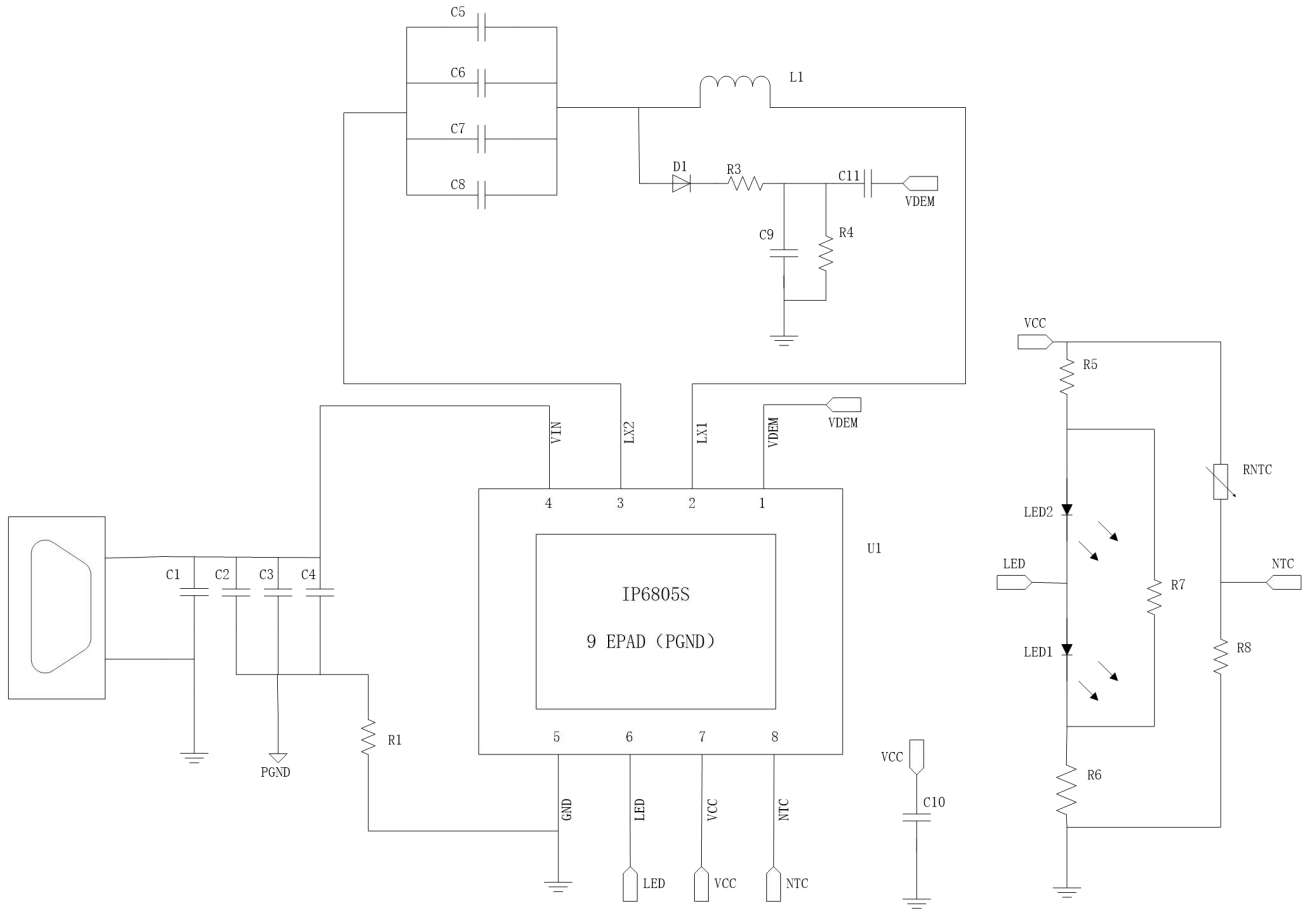 C5
C6
C7
C8
L1
D1
R3
C11
VDEM
C9
R4
VCC
R5
VIN
LX2
LX1
VDEM
VDEM
4
3
2
1
RNTC
LED2
U1
C1
C2
C3
C4
LED
NTC
R7
IP6805S
9 EPAD（PGND）
LED1
R8
R1
5
6
7
8
PGND
VCC
R6
GND
LED
VCC
NTC
C10
LED
VCC
NTC